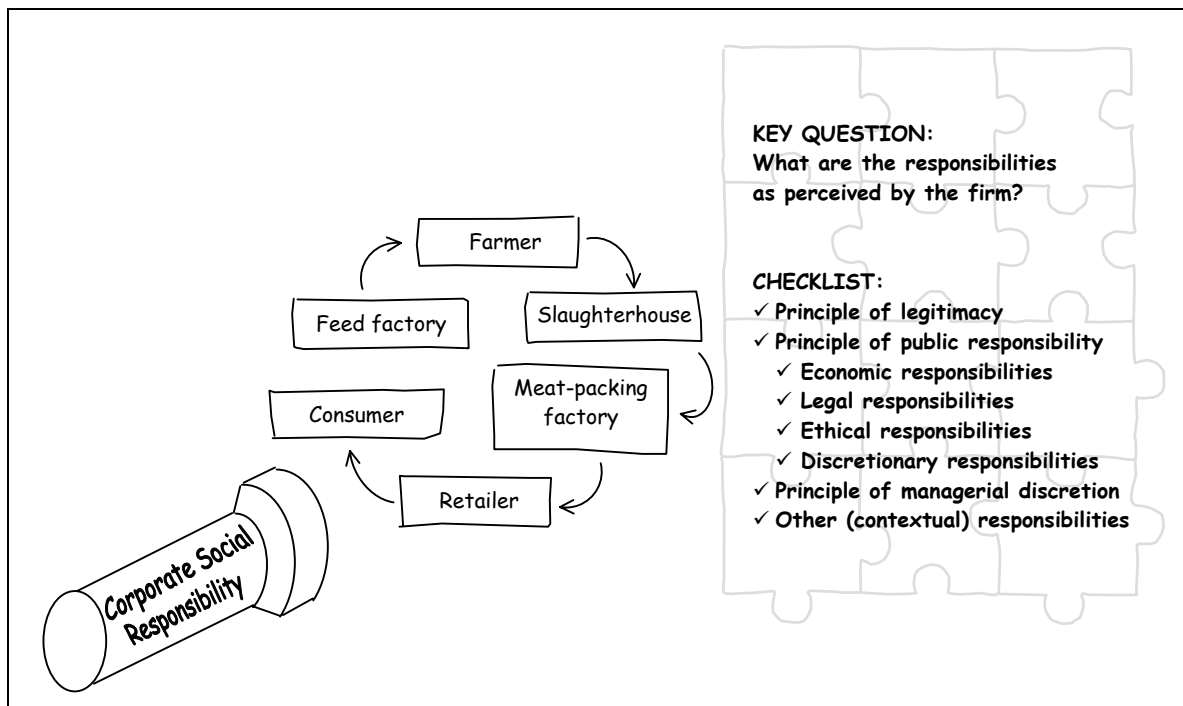 Farmer
Slaughterhouse
Feed factory
Meat-packing
factory
Consumer
Retailer
Corporate Social
Responsibility
KEY QUESTION:
What are the responsibilities
as perceived by the firm?
CHECKLIST:
✓ Principle of legitimacy
✓ Principle of public responsibility
✓ Economic responsibilities
✓ Legal responsibilities
✓ Ethical responsibilities
✓ Discretionary responsibilities
✓ Principle of managerial discretion
✓ Other (contextual) responsibilities